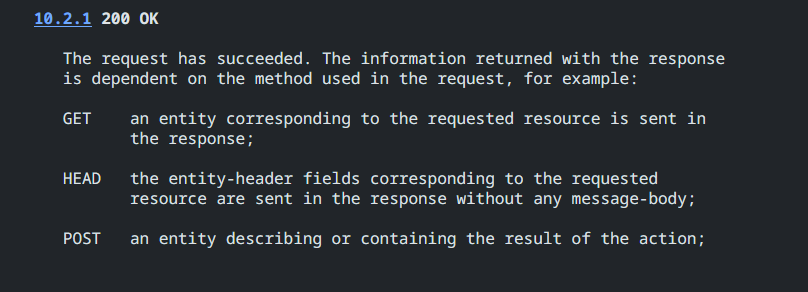 10.2.1 200 OK
The request has succeeded. The information returned with the response
is dependent on the method used in the request, for example:
GET an entity corresponding to the requested resource is sent in
the response;
HEAD the entity-header fields corresponding to the requested
resource are sent in the response without any message-body;
POST an entity describing or containing the result of the action;